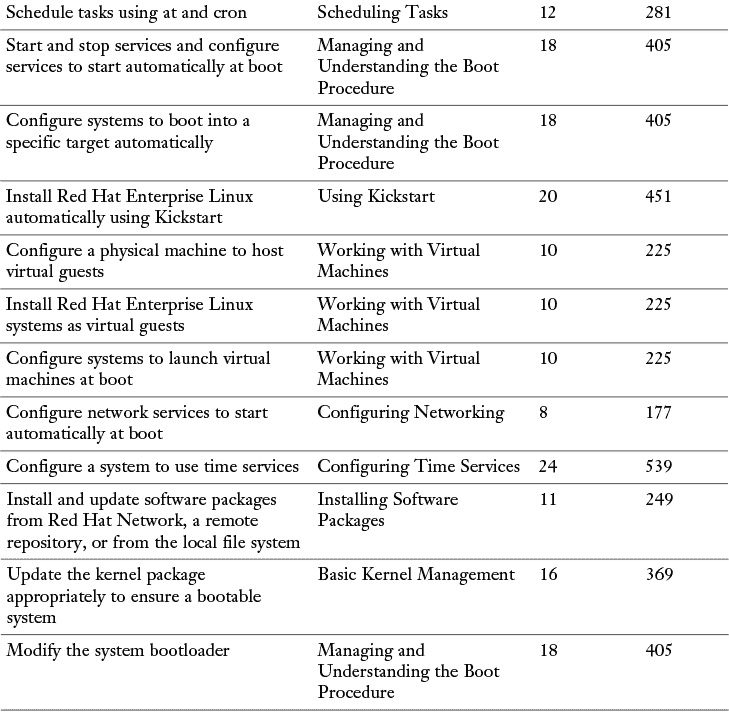 Schedule tasks using at and cron Scheduling Tasks 12 281
Start and stop services and configure Managing and 18 405
services to start automatically at boot Understanding the Boot
Procedure
Configure systems to boot into a Managing and 18 405
specific target automatically Understanding the Boot
Procedure
Install Red Hat Enterprise Linux Using Kickstart 20 451
automatically using Kickstart
Configure a physical machine to host Working with Virtual 10 225
virtual guests Machines
Install Red Hat Enterprise Linux Working with Virtual 10 225
systems as virtual guests Machines
Configure systems to launch virtual Working with Virtual 10 225
machines at boot Machines
Configure network services to start Configuring Networking 8 177
automatically at boot
Configure a system to use time services Configuring Time Services 24 539
Install and update software packages Installing Software 11 249
from Red Hat Network, a remote Packages
repository, or from the local file system
Update the kernel package Basic Kernel Management 16 369
appropriately to ensure a bootable
system
Modify the system bootloader Managing and 18 405
Understanding the Boot
Procedure